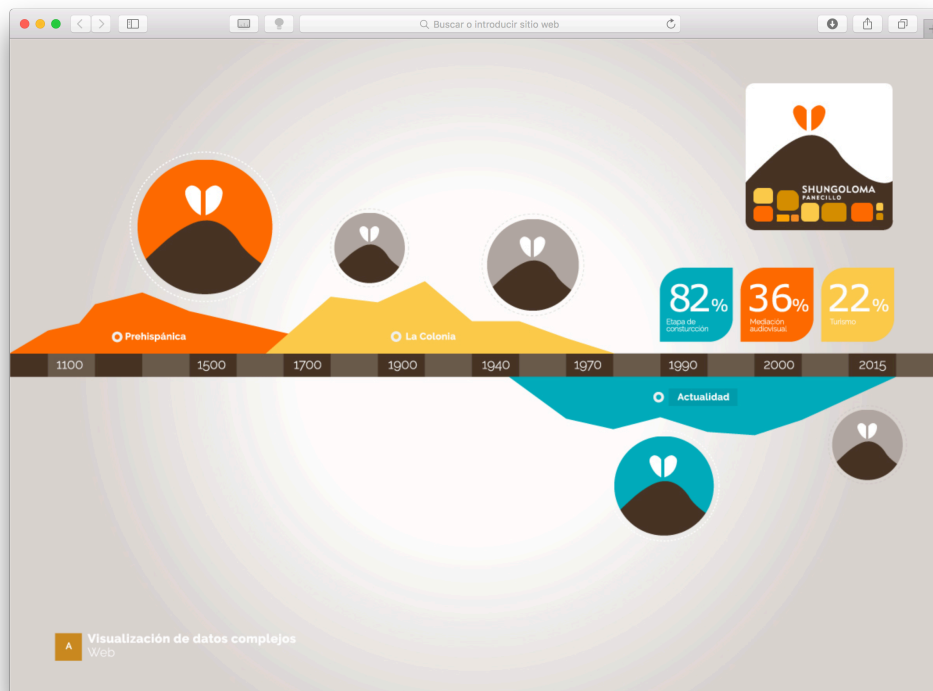 Buscar o introducir sitio web
SHUNGOLOMA
PANECILLO
82%
Etapa de
consturcción
36%
Mediación
audiovisual
22%
Turismo
Prehispánica
La Colonia
1100
1500
1700
1900
1940
1970
1990
2000
2015
Actualidad
A
Visualización de datos complejos
Web